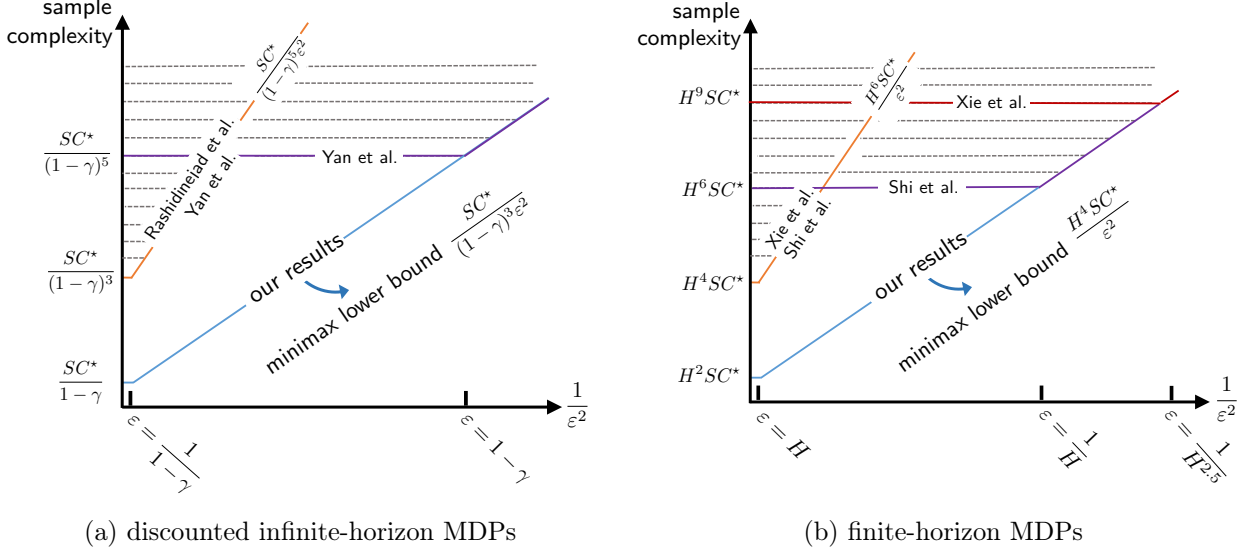 sample
complexity
SC⋆/((1−γ)^5 ε^2)
Rashidinejad et al.
Yan et al.
SC⋆/(1−γ)^5
Yan et al.
SC⋆/(1−γ)^3
our results
minimax lower bound SC⋆/((1−γ)^3 ε^2)
SC⋆/(1−γ)
1/ε^2
ε = 1/(1−γ)
ε = 1 − γ
(a) discounted infinite-horizon MDPs
sample
complexity
H^6SC⋆/ε^2
H^9SC⋆
Xie et al.
H^6SC⋆
Shi et al.
Xie et al.
Shi et al.
H^4SC⋆
our results
minimax lower bound H^4SC⋆/ε^2
H^2SC⋆
1/ε^2
ε = H
ε = 1/H
ε = 1/H^2.5
(b) finite-horizon MDPs